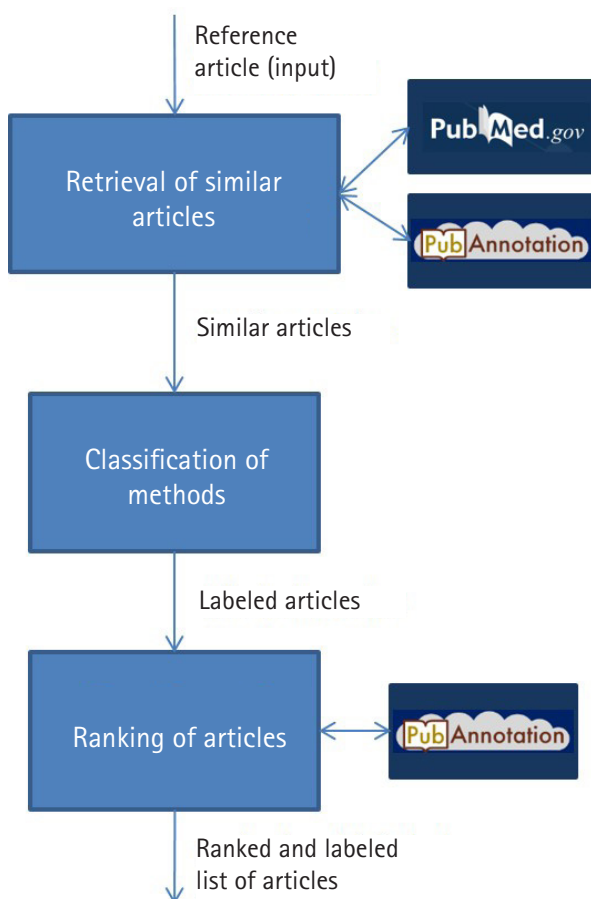 Reference
article (input)
PubMed.gov
Retrieval of similar
articles
PubAnnotation
Similar articles
Classification of
methods
Labeled articles
Ranking of articles
PubAnnotation
Ranked and labeled
list of articles